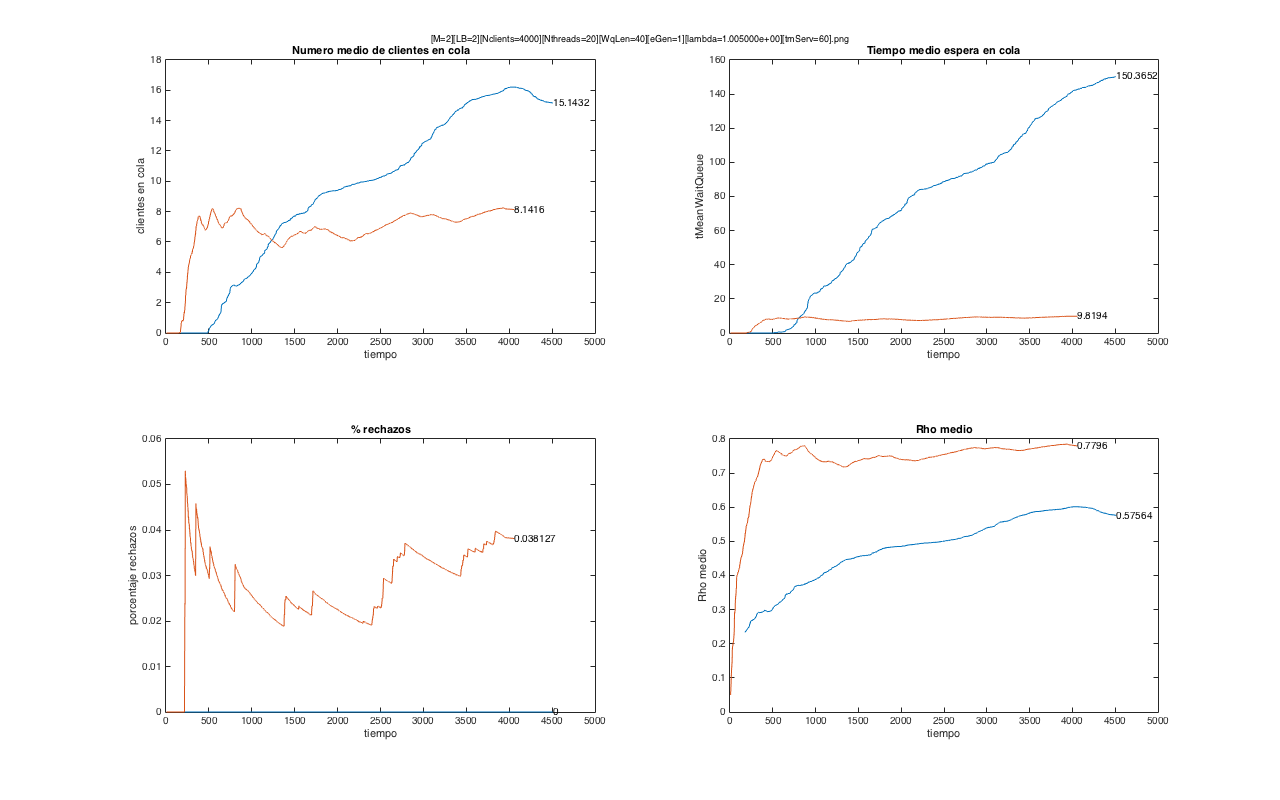 [M=2][LB=2][Nclients=4000][Nthreads=20][WqLen=40][eGen=1][lambda=1.005000e+00][tmServ=60].png
Numero medio de clientes en cola
18
16
14
12
10
8
6
4
2
0
clientes en cola
15.1432
8.1416
0 500 1000 1500 2000 2500 3000 3500 4000 4500 5000
tiempo
Tiempo medio espera en cola
160
140
120
100
80
60
40
20
0
tMeanWaitQueue
150.3652
9.8194
0 500 1000 1500 2000 2500 3000 3500 4000 4500 5000
tiempo
% rechazos
0.06
0.05
0.04
0.03
0.02
0.01
0
porcentaje rechazos
0.038127
0
0 500 1000 1500 2000 2500 3000 3500 4000 4500 5000
tiempo
Rho medio
0.8
0.7
0.6
0.5
0.4
0.3
0.2
0.1
0
Rho medio
0.7796
0.57564
0 500 1000 1500 2000 2500 3000 3500 4000 4500 5000
tiempo